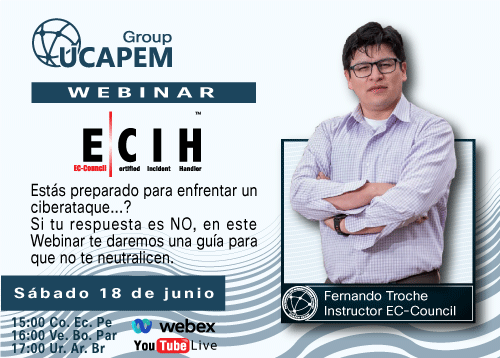 Group
UCAPEM
WEBINAR
ECIH™
EC-Council Certified Incident Handler
Estás preparado para enfrentar un
ciberataque...?
Si tu respuesta es NO, en este
Webinar te daremos una guía para
que no te neutralicen.
Sábado 18 de junio
15:00 Co. Ec. Pe
16:00 Ve. Bo. Par
17:00 Ur. Ar. Br
webex
YouTube Live
Fernando Troche
Instructor EC-Council